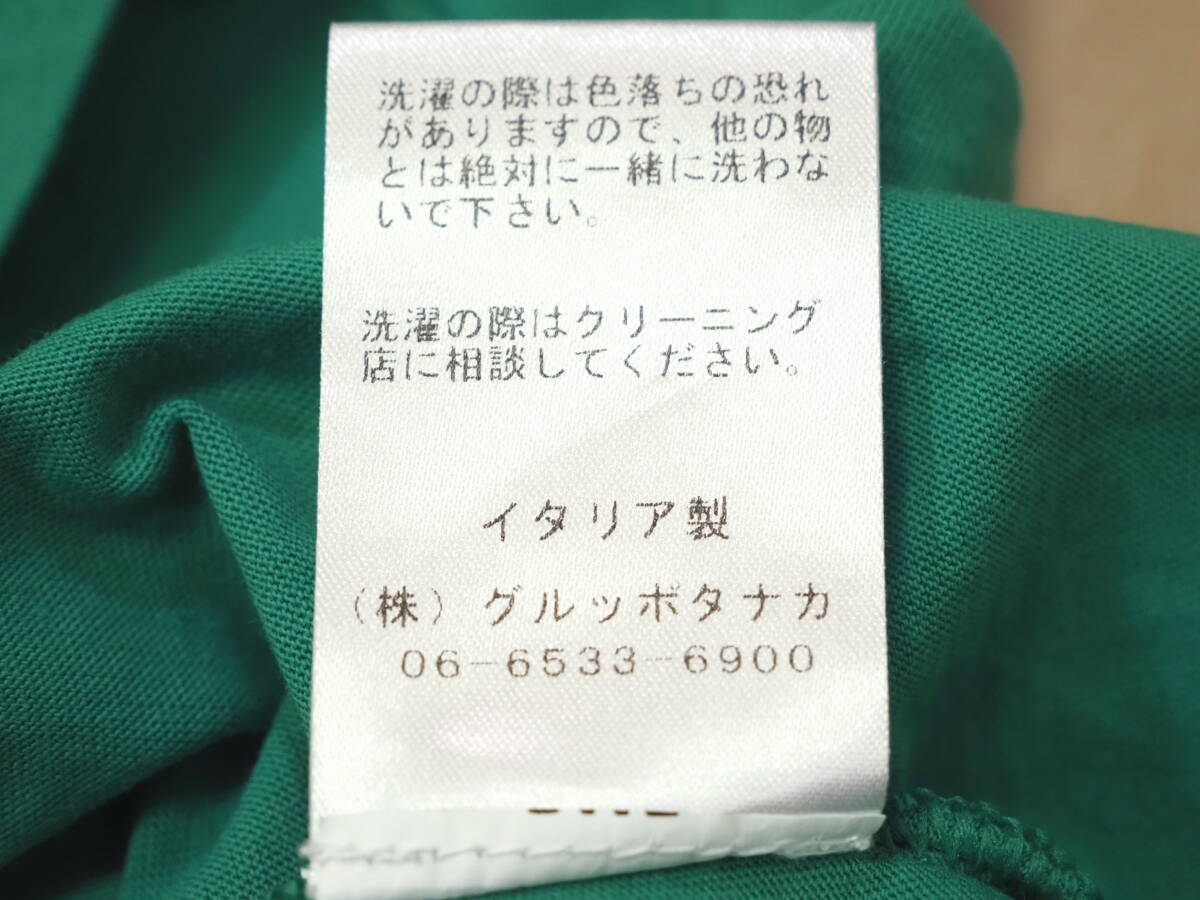 洗濯の際は色落ちの恐れ
がありますので、他の物
とは絶対に一緒に洗わな
いで下さい。
洗濯の際はクリーニング
店に相談してください。
イタリア製
（株）グルッポタナカ
06-6533-6900